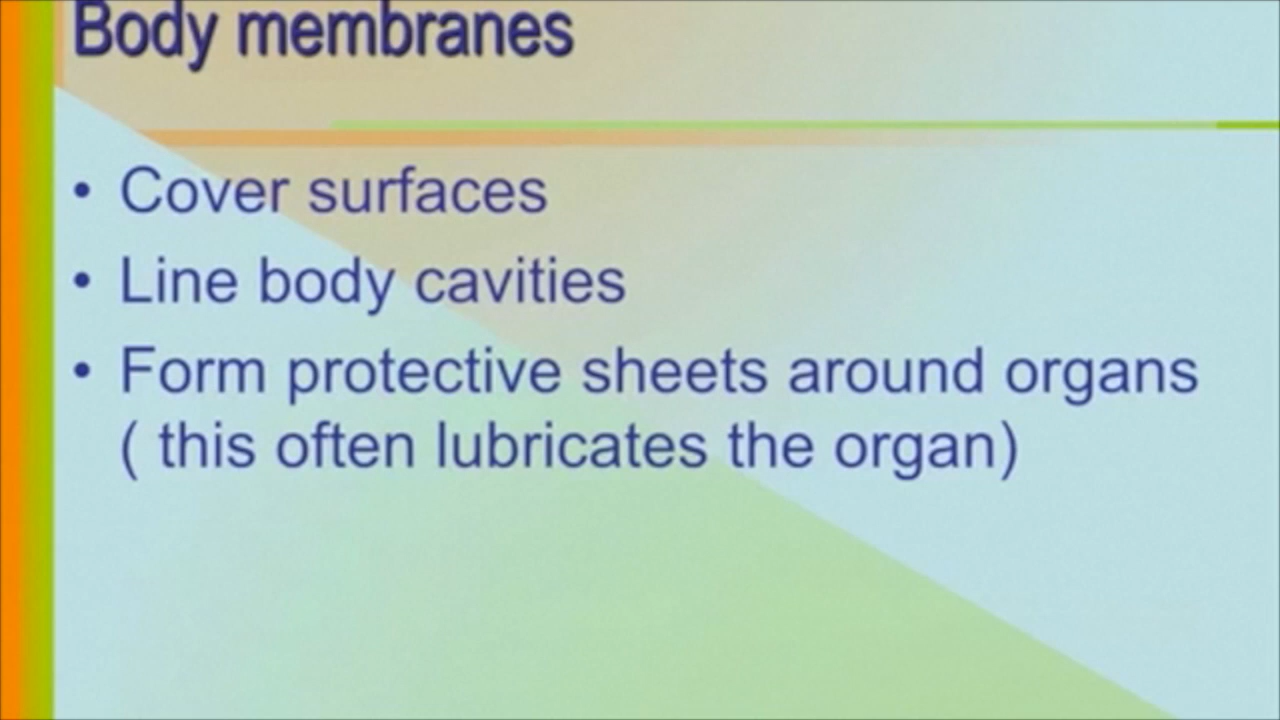 Body membranes
• Cover surfaces
• Line body cavities
• Form protective sheets around organs
( this often lubricates the organ)